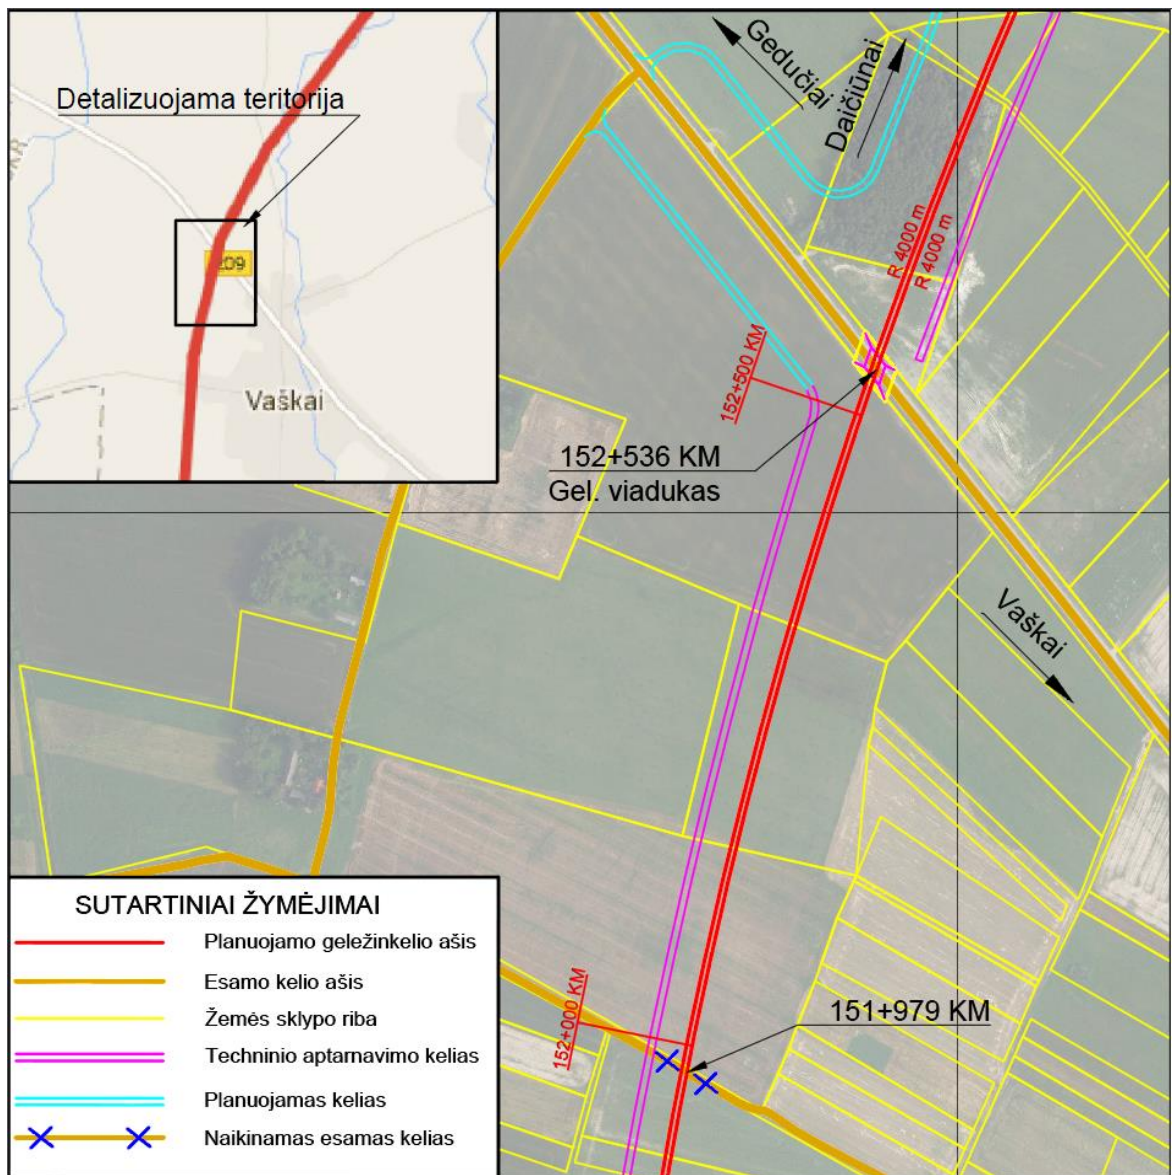 Detalizuojama teritorija
209
Vaškai
Gedučiai
Daičiūnai
R 4000 m
R 4000 m
152+500 KM
152+536 KM
Gel. viadukas
Vaškai
152+000 KM
151+979 KM
SUTARTINIAI ŽYMĖJIMAI
Planuojamo geležinkelio ašis
Esamo kelio ašis
Žemės sklypo riba
Techninio aptarnavimo kelias
Planuojamas kelias
Naikinamas esamas kelias